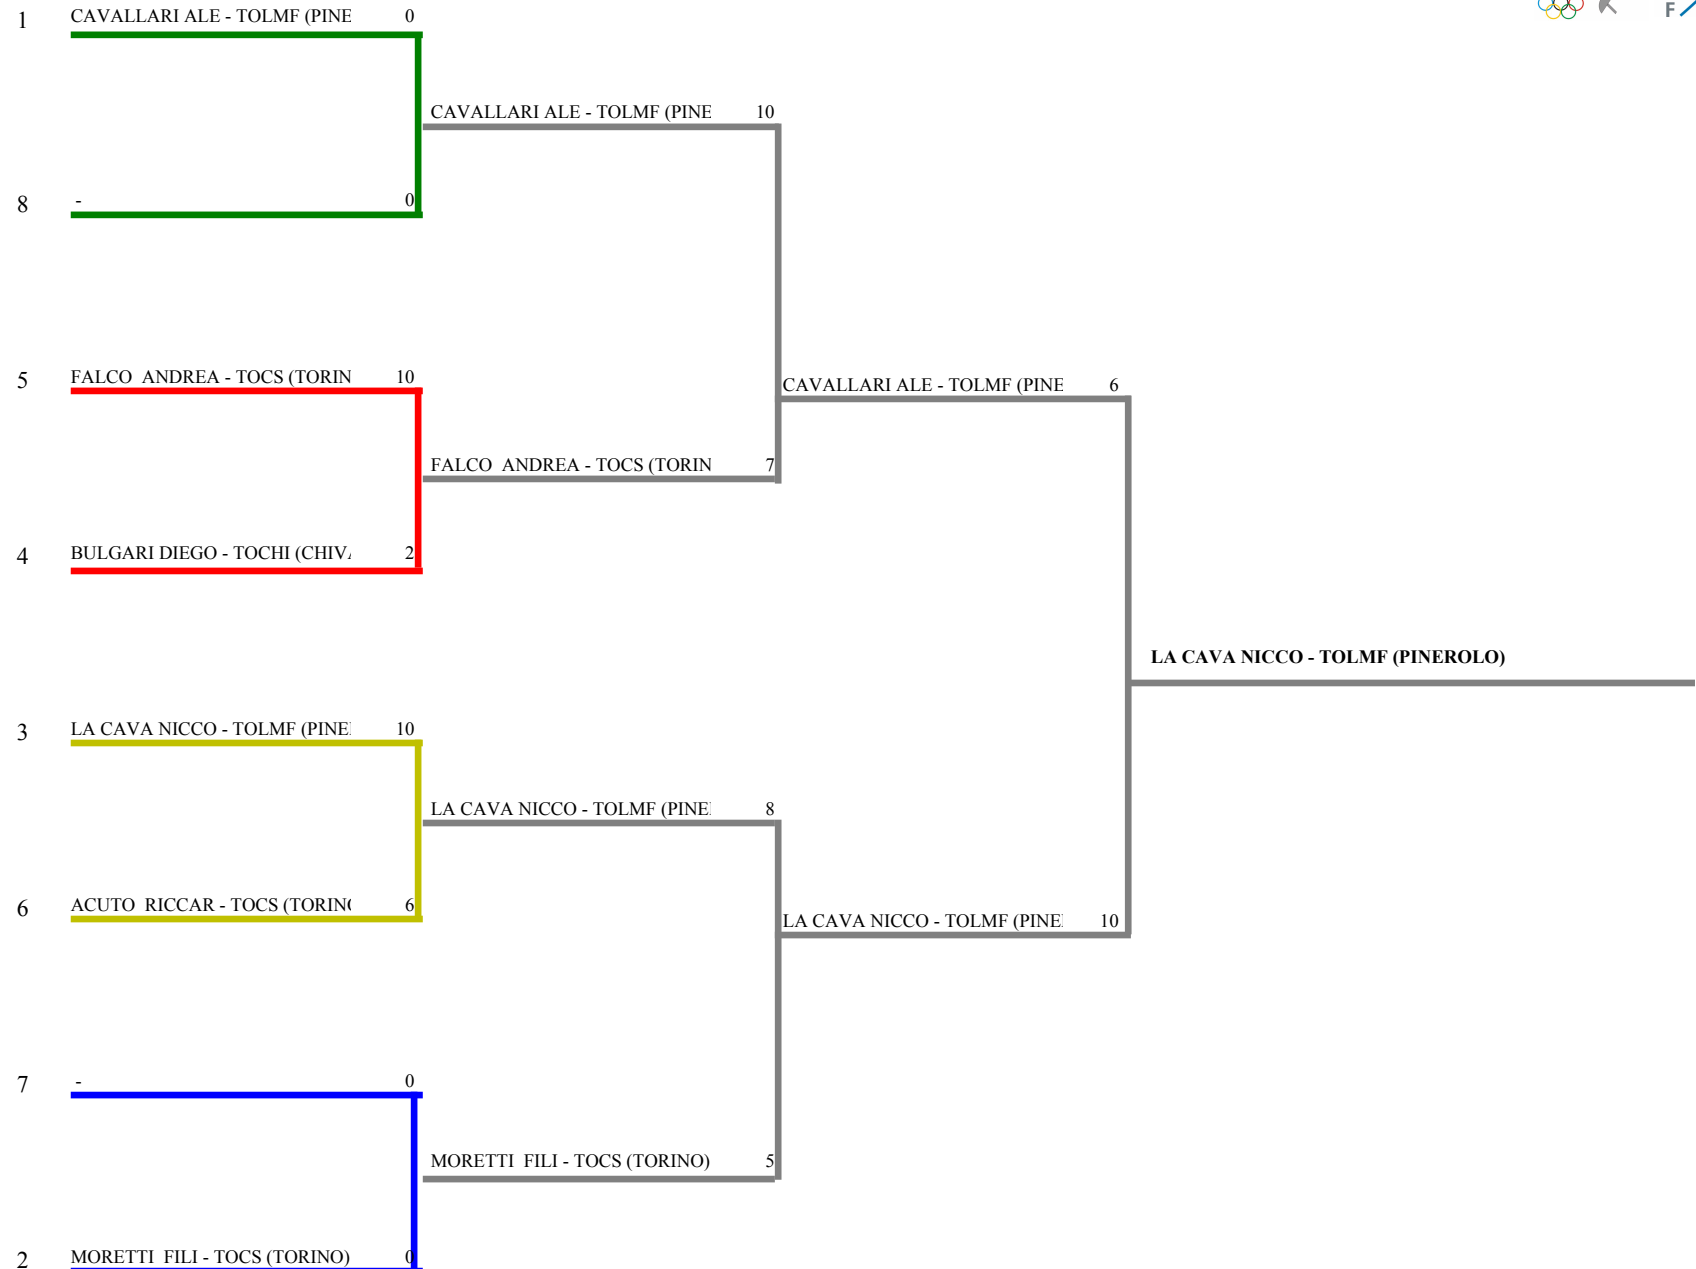 1 CAVALLARI ALE - TOLMF (PINE 0
CAVALLARI ALE - TOLMF (PINE 10
8 - 0
5 FALCO ANDREA - TOCS (TORIN 10
CAVALLARI ALE - TOLMF (PINE 6
FALCO ANDREA - TOCS (TORIN 7
4 BULGARI DIEGO - TOCHI (CHIV 2
LA CAVA NICCO - TOLMF (PINEROLO)
3 LA CAVA NICCO - TOLMF (PINE 10
LA CAVA NICCO - TOLMF (PINE 8
6 ACUTO RICCAR - TOCS (TORIN 6
LA CAVA NICCO - TOLMF (PINE 10
7 - 0
MORETTI FILI - TOCS (TORINO) 5
2 MORETTI FILI - TOCS (TORINO) 0
F